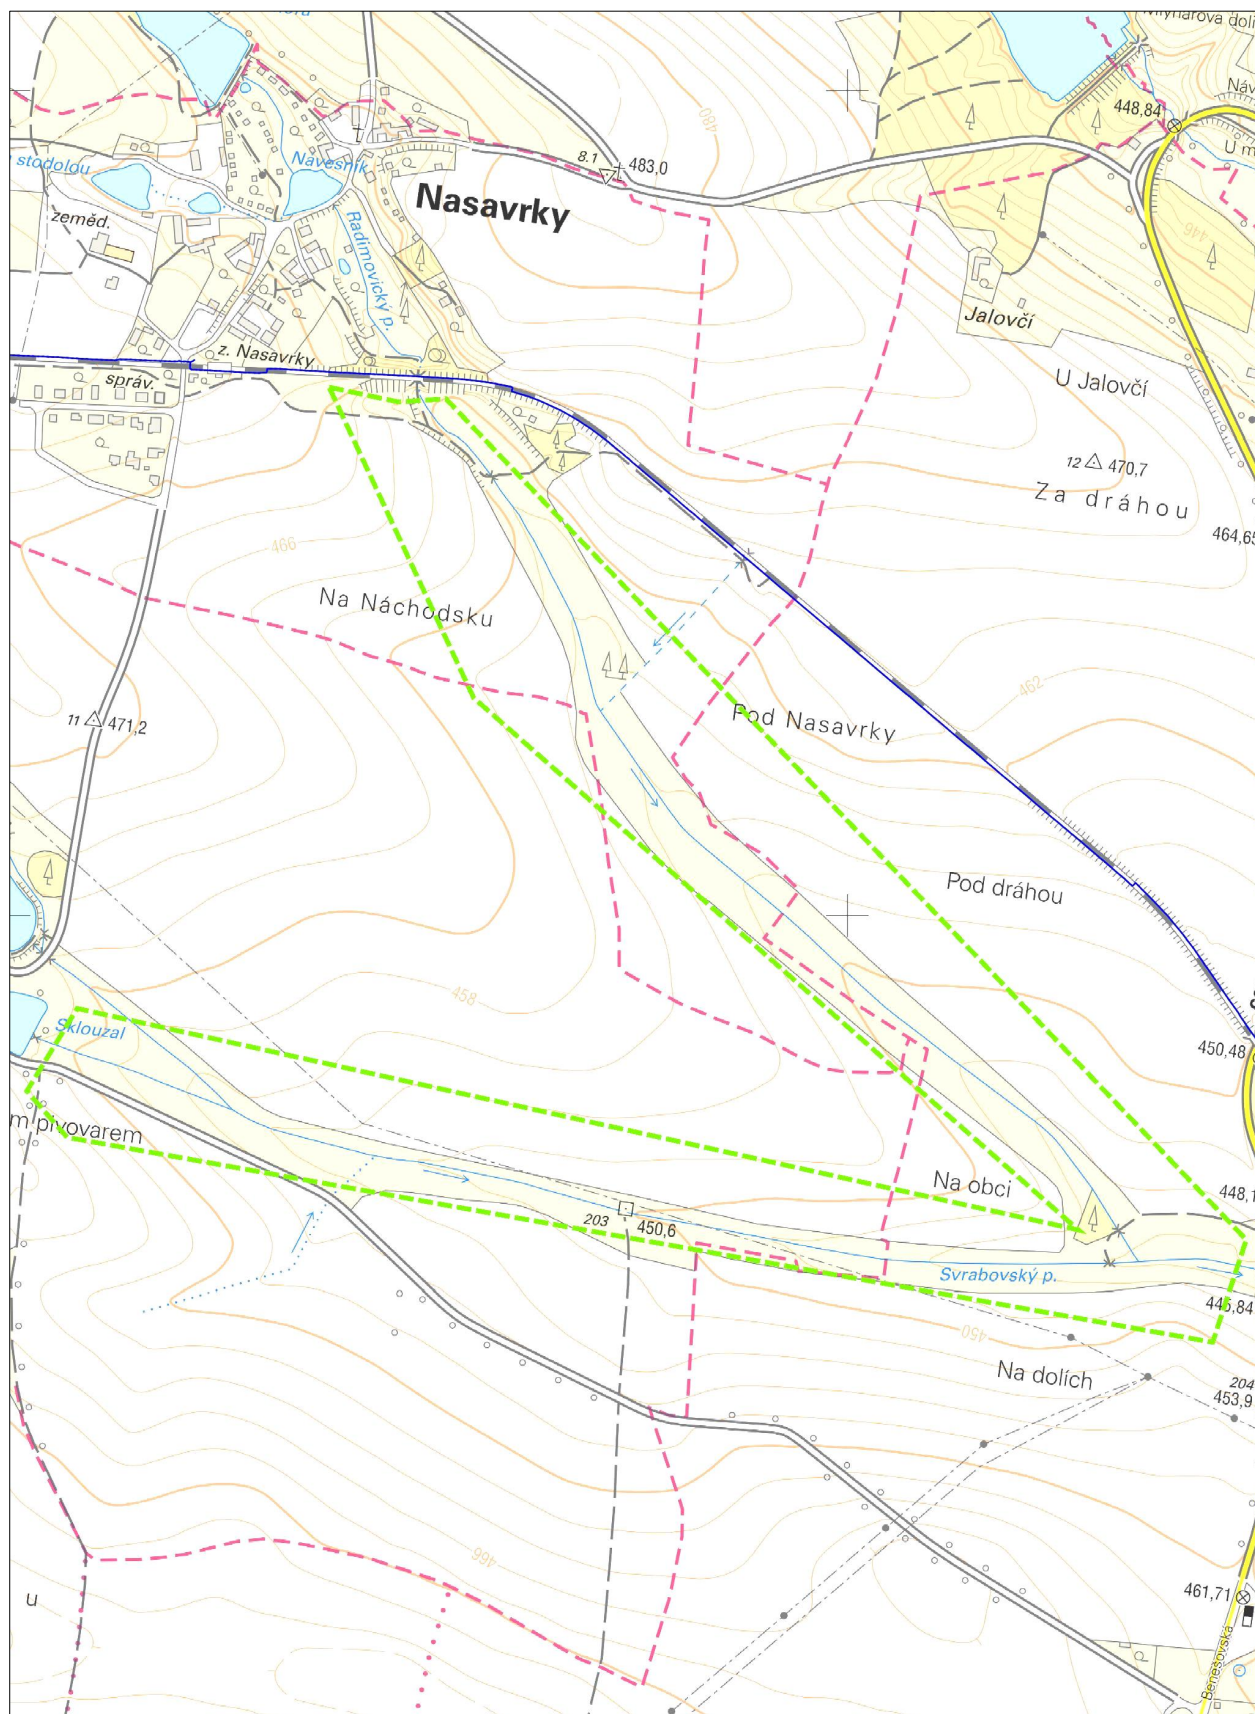 Mlynářova dolí
448,84
480
Náv
U m
8.1
483,0
Návesník
stodolou
Nasavrky
zeměd.
Radimovický p.
446
Jalovčí
z. Nasavrky
správ.
U Jalovčí
12 470,7
Za dráhou
464,65
466
Na Náchodsku
462
11 471,2
Pod Nasavrky
Pod dráhou
458
Sklouzal
450,48
m pivovarem
Na obci
448,1
203 450,6
Svrabovský p.
445,84
450
Na dolích
204
453,9
466
461,71
u
Benešovská